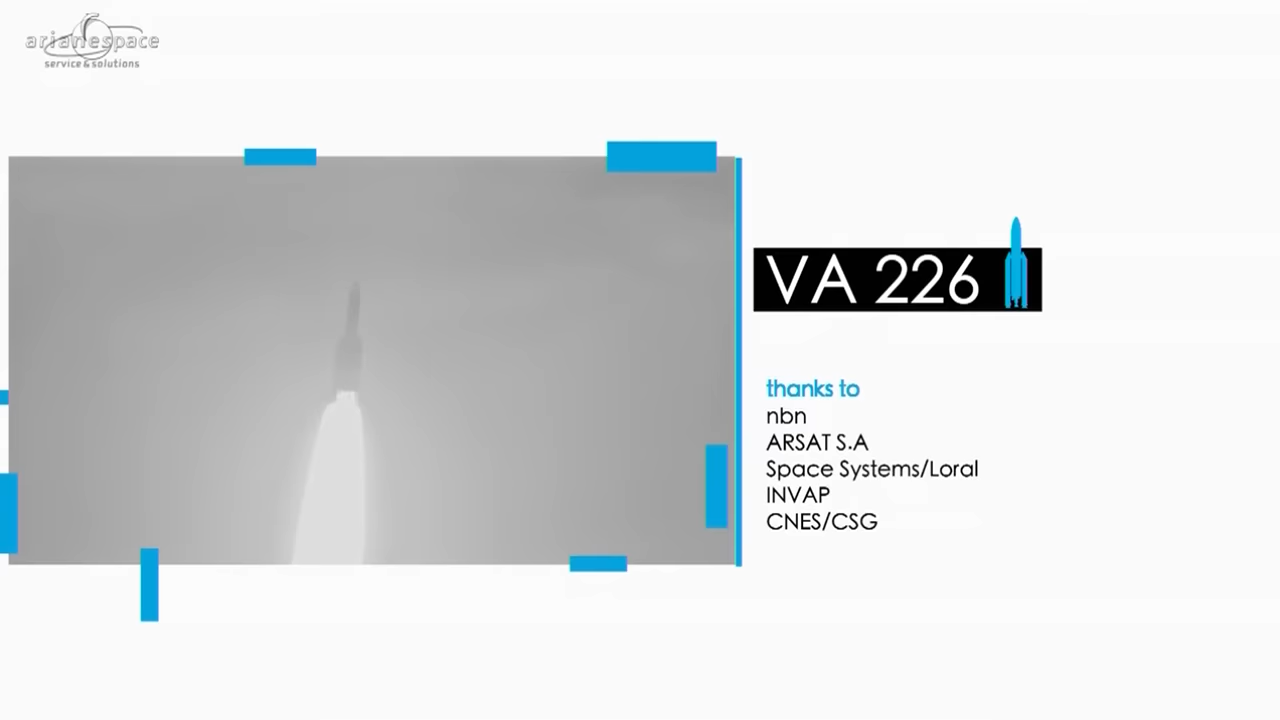 arianespace
service & solutions
VA 226
thanks to
nbn
ARSAT S.A
Space Systems/Loral
INVAP
CNES/CSG